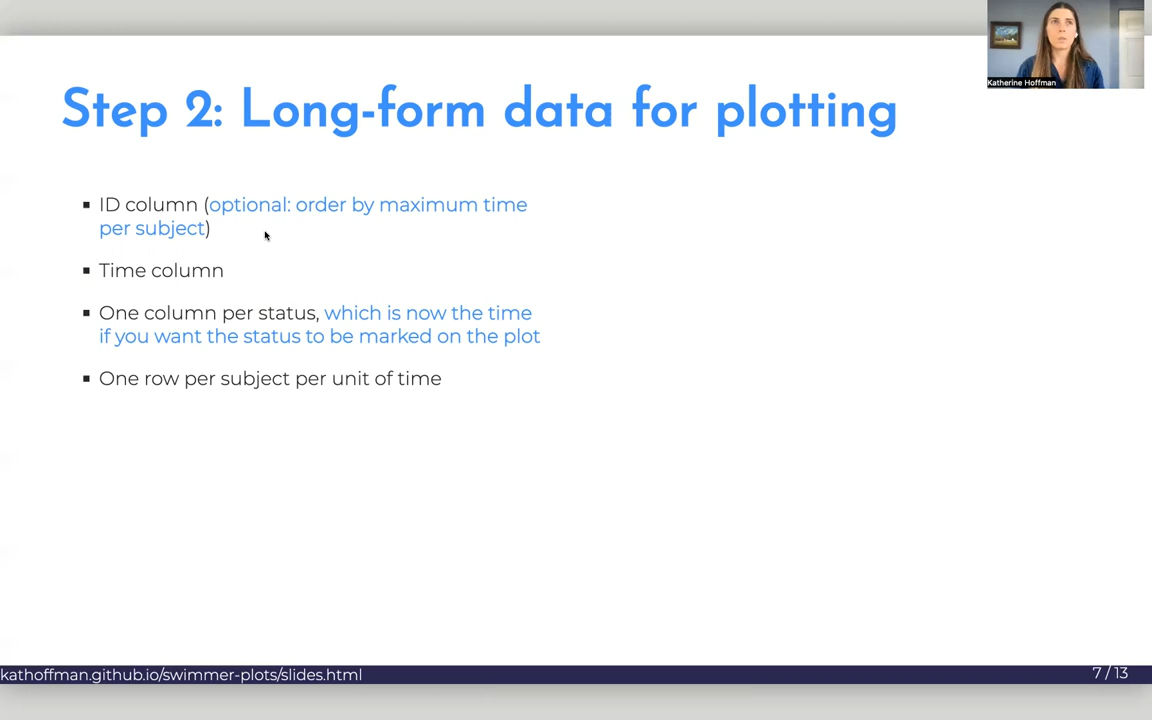 Katherine Hoffman
Step 2: Long-form data for plotting
ID column (optional: order by maximum time
per subject)
Time column
One column per status, which is now the time
if you want the status to be marked on the plot
One row per subject per unit of time
kathoffman.github.io/swimmer-plots/slides.html
7 / 13